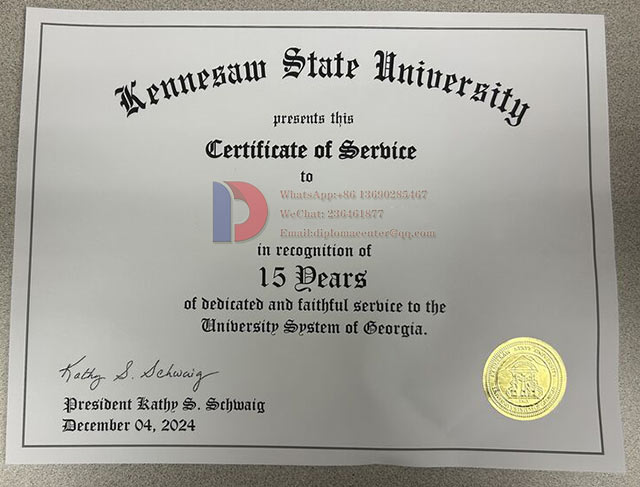 Kennesaw State University
presents this
Certificate of Service
to
WhatsApp:+86 13690285467
WeChat: 236461877
Email:diplomacenter@qq.com
in recognition of
15 Years
of dedicated and faithful service to the
University System of Georgia.
Kathy S. Schwaig
President Kathy S. Schwaig
December 04, 2024